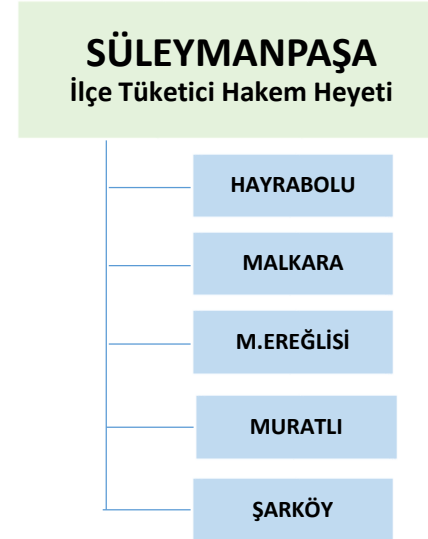 SÜLEYMANPAŞA
İlçe Tüketici Hakem Heyeti
HAYRABOLU
MALKARA
M.EREĞLİSİ
MURATLI
ŞARKÖY